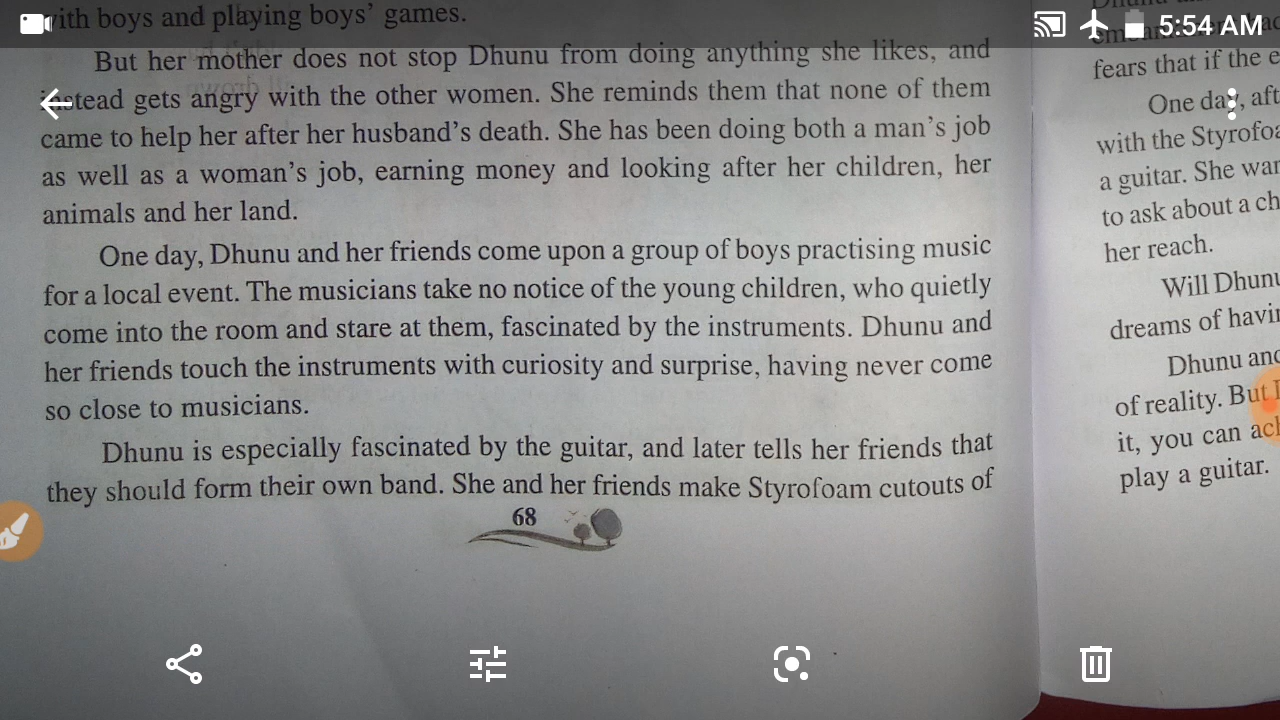 5:54 AM
with boys and playing boys' games.
But her mother does not stop Dhunu from doing anything she likes, and
instead gets angry with the other women. She reminds them that none of them
came to help her after her husband's death. She has been doing both a man's job
as well as a woman's job, earning money and looking after her children, her
animals and her land.
One day, Dhunu and her friends come upon a group of boys practising music
for a local event. The musicians take no notice of the young children, who quietly
come into the room and stare at them, fascinated by the instruments. Dhunu and
her friends touch the instruments with curiosity and surprise, having never come
so close to musicians.
Dhunu is especially fascinated by the guitar, and later tells her friends that
they should form their own band. She and her friends make Styrofoam cutouts of
68
fears that if the
One day,
with the
a guitar. She
to ask about a
her reach.
Will
dreams of
Dhunu
of reality. But
it, you can
play a guitar.